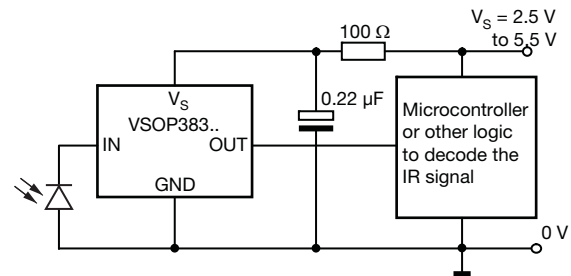 100 Ω
V_S = 2.5 V
to 5.5 V
V_S
VSOP383..
IN
OUT
GND
0.22 µF
Microcontroller
or other logic
to decode the
IR signal
0 V